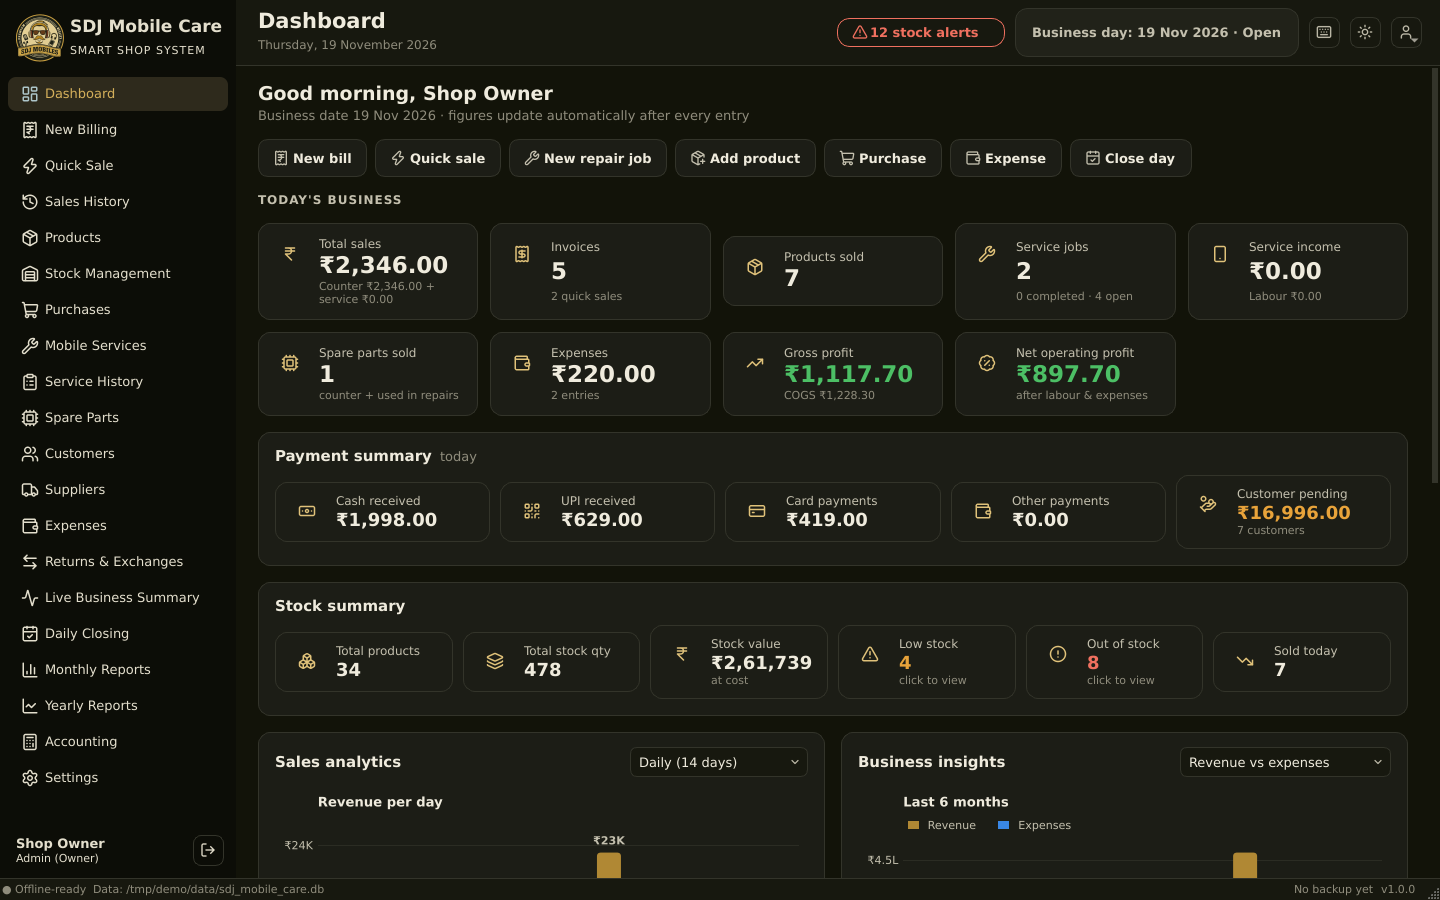 SDJ Mobile Care
SMART SHOP SYSTEM
SDJ MOBILES
Dashboard
New Billing
Quick Sale
Sales History
Products
Stock Management
Purchases
Mobile Services
Service History
Spare Parts
Customers
Suppliers
Expenses
Returns & Exchanges
Live Business Summary
Daily Closing
Monthly Reports
Yearly Reports
Accounting
Settings
Shop Owner
Admin (Owner)
Dashboard
Thursday, 19 November 2026
12 stock alerts
Business day: 19 Nov 2026 · Open
Good morning, Shop Owner
Business date 19 Nov 2026 · figures update automatically after every entry
New bill
Quick sale
New repair job
Add product
Purchase
Expense
Close day
TODAY'S BUSINESS
Total sales
₹2,346.00
Counter ₹2,346.00 +
service ₹0.00
Invoices
5
2 quick sales
Products sold
7
Service jobs
2
0 completed · 4 open
Service income
₹0.00
Labour ₹0.00
Spare parts sold
1
counter + used in repairs
Expenses
₹220.00
2 entries
Gross profit
₹1,117.70
COGS ₹1,228.30
Net operating profit
₹897.70
after labour & expenses
Payment summary today
Cash received
₹1,998.00
UPI received
₹629.00
Card payments
₹419.00
Other payments
₹0.00
Customer pending
₹16,996.00
7 customers
Stock summary
Total products
34
Total stock qty
478
Stock value
₹2,61,739
at cost
Low stock
4
click to view
Out of stock
8
click to view
Sold today
7
Sales analytics
Daily (14 days)
Revenue per day
₹23K
₹24K
Business insights
Revenue vs expenses
Last 6 months
Revenue
Expenses
₹4.5L
Offline-ready Data: /tmp/demo/data/sdj_mobile_care.db
No backup yet v1.0.0